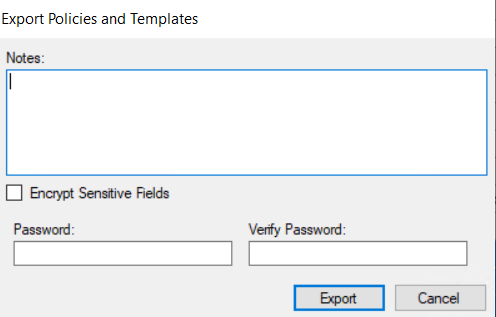 Export Policies and Templates
Notes:
Encrypt Sensitive Fields
Password: Verify Password:
Export Cancel